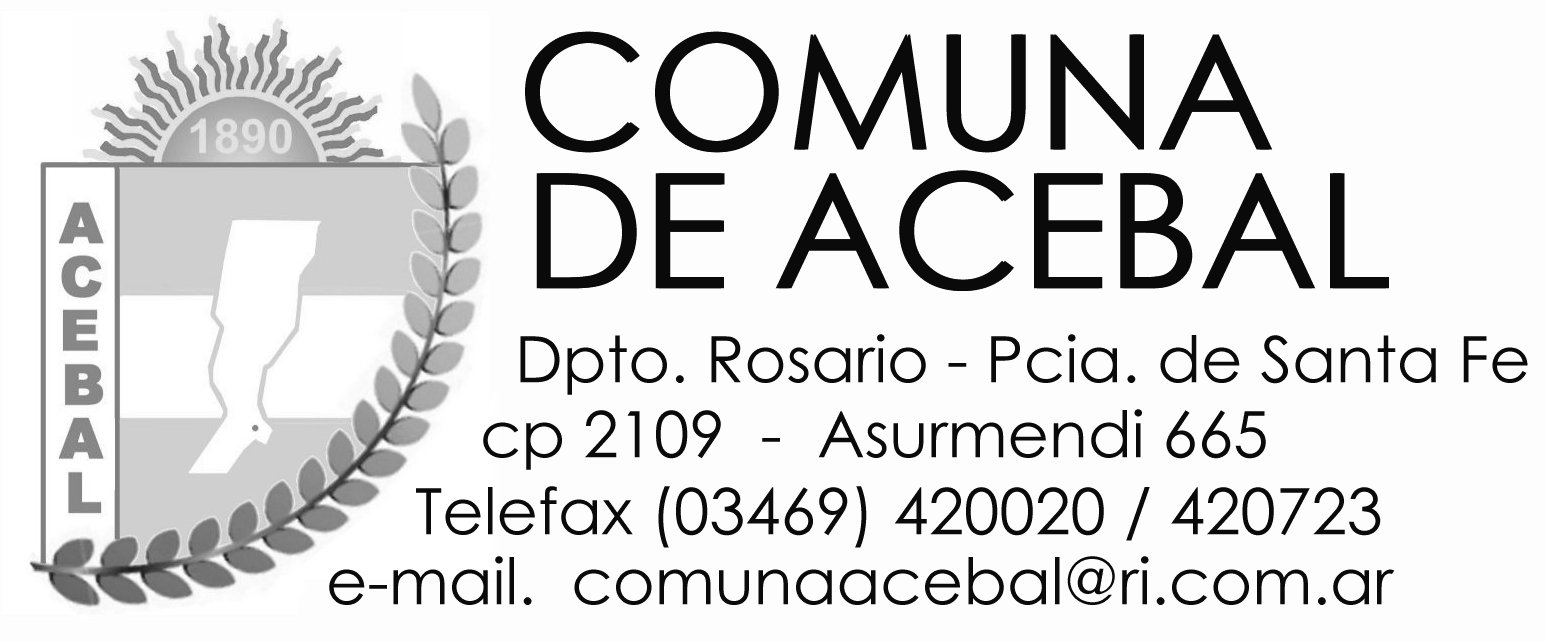 1890
ACEBAL
COMUNA
DE ACEBAL
Dpto. Rosario - Pcia. de Santa Fe
cp 2109 - Asurmendi 665
Telefax (03469) 420020 / 420723
e-mail. comunaacebal@ri.com.ar